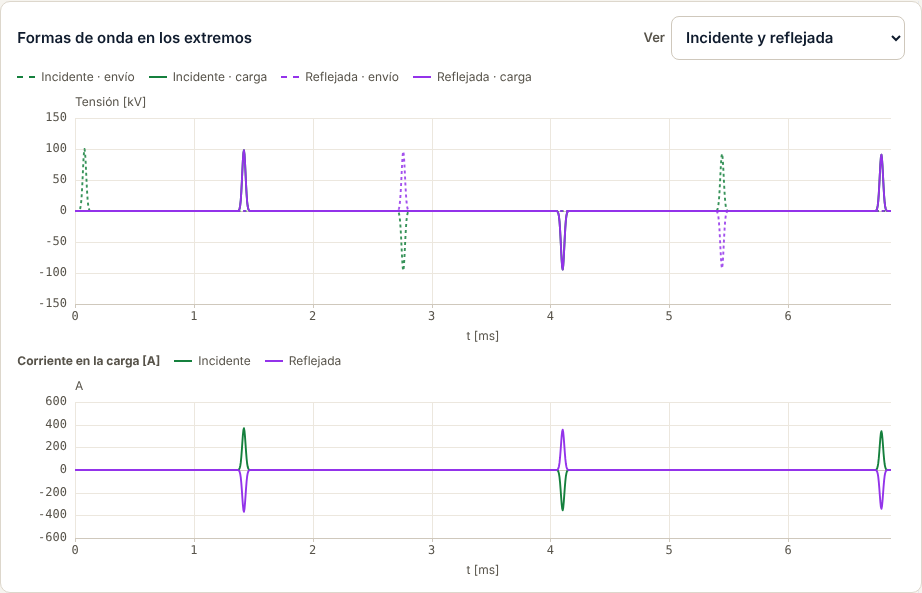 Formas de onda en los extremos
Ver
Incidente y reflejada
Incidente · envío Incidente · carga Reflejada · envío Reflejada · carga
Tensión [kV]
150
100
50
0
-50
-100
-150
0 1 2 3 4 5 6
t [ms]
Corriente en la carga [A] Incidente Reflejada
A
600
400
200
0
-200
-400
-600
0 1 2 3 4 5 6
t [ms]